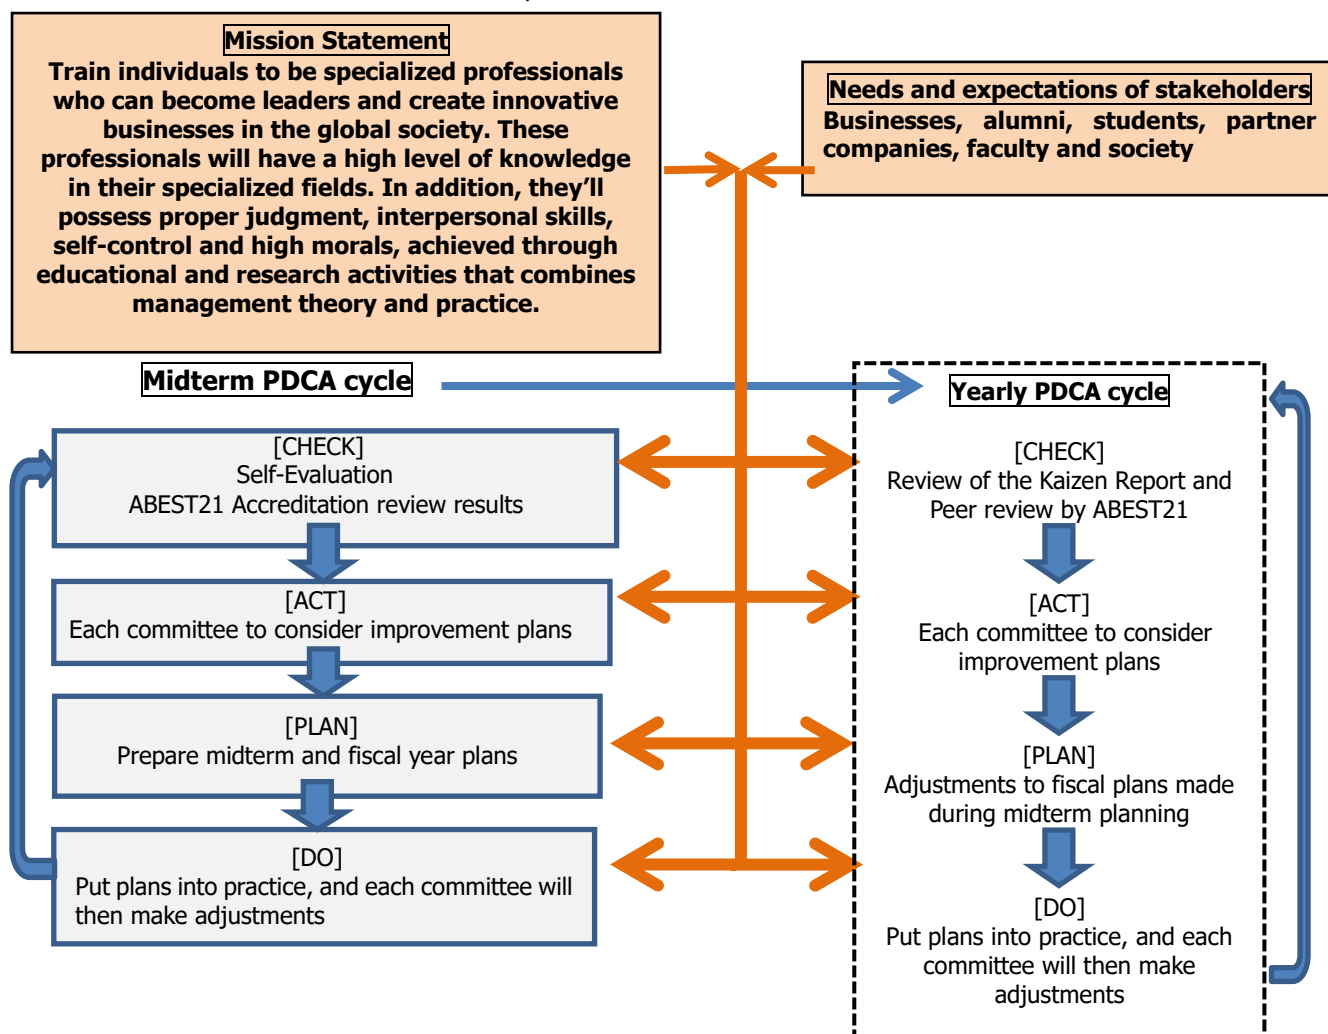 Mission Statement
Train individuals to be specialized professionals
who can become leaders and create innovative
businesses in the global society. These
professionals will have a high level of knowledge
in their specialized fields. In addition, they’ll
possess proper judgment, interpersonal skills,
self-control and high morals, achieved through
educational and research activities that combines
management theory and practice.
Needs and expectations of stakeholders
Businesses, alumni, students, partner
companies, faculty and society
Midterm PDCA cycle
[CHECK]
Self-Evaluation
ABEST21 Accreditation review results
[ACT]
Each committee to consider improvement plans
[PLAN]
Prepare midterm and fiscal year plans
[DO]
Put plans into practice, and each committee will
then make adjustments
Yearly PDCA cycle
[CHECK]
Review of the Kaizen Report and
Peer review by ABEST21
[ACT]
Each committee to consider
improvement plans
[PLAN]
Adjustments to fiscal plans made
during midterm planning
[DO]
Put plans into practice, and each
committee will then make
adjustments